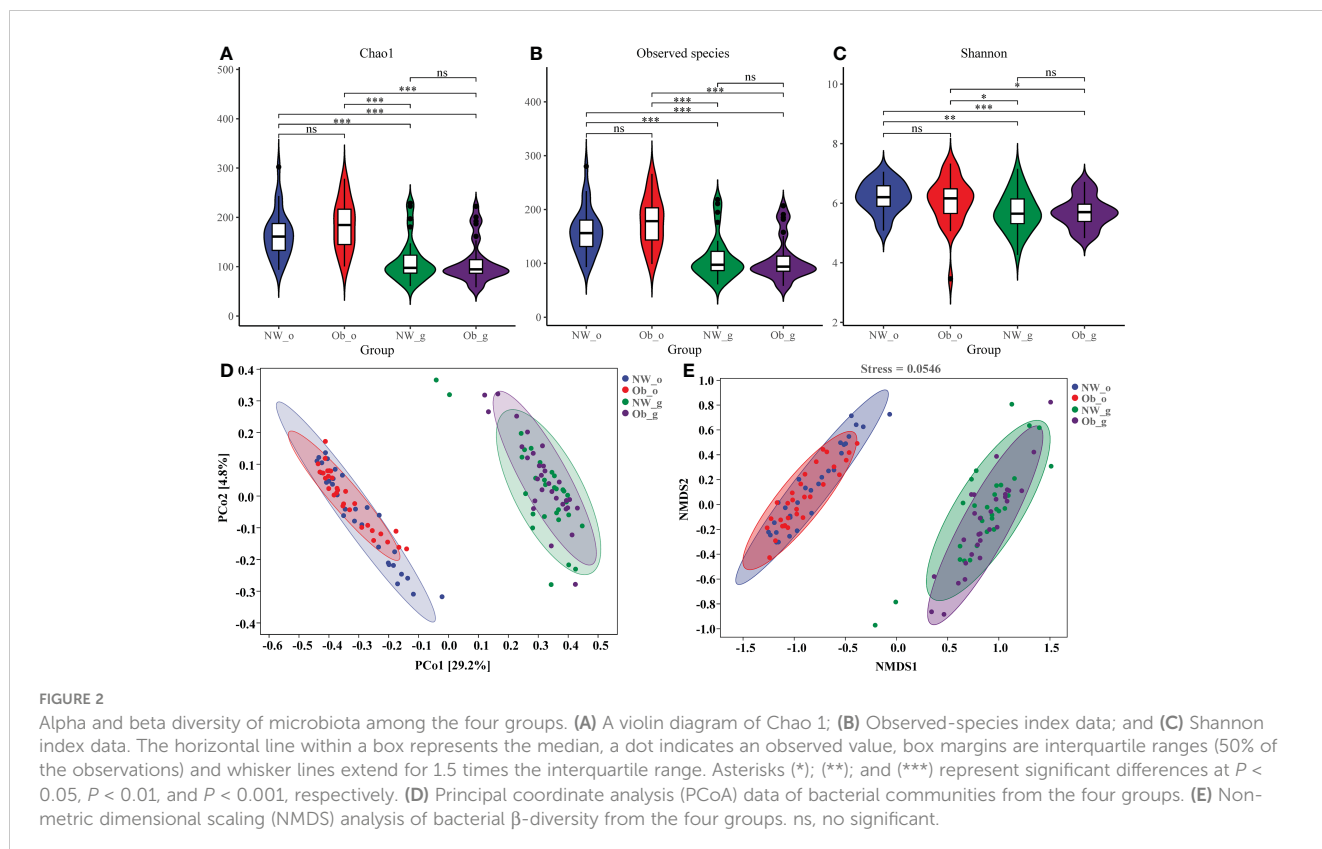 A
Chao1
500
400
300
200
100
0
ns
***
***
***
***
ns
NW_o
Ob_o
NW_g
Ob_g
Group
B
Observed species
400
300
200
100
0
ns
***
***
***
***
ns
NW_o
Ob_o
NW_g
Ob_g
Group
C
Shannon
10
8
6
4
2
ns
*
*
***
**
ns
NW_o
Ob_o
NW_g
Ob_g
Group
D
PCo2 [4.8%]
0.4
0.3
0.2
0.1
0.0
-0.1
-0.2
-0.3
-0.4
-0.6 -0.5 -0.4 -0.3 -0.2 -0.1 0.0 0.1 0.2 0.3 0.4 0.5
PCo1 [29.2%]
NW_o
Ob_o
NW_g
Ob_g
E
Stress = 0.0546
NMDS2
1.0
0.8
0.6
0.4
0.2
0.0
-0.2
-0.4
-0.6
-0.8
-1.0
-1.5 -1.0 -0.5 0.0 0.5 1.0 1.5
NMDS1
NW_o
Ob_o
NW_g
Ob_g
FIGURE 2
Alpha and beta diversity of microbiota among the four groups. (A) A violin diagram of Chao 1; (B) Observed-species index data; and (C) Shannon
index data. The horizontal line within a box represents the median, a dot indicates an observed value, box margins are interquartile ranges (50% of
the observations) and whisker lines extend for 1.5 times the interquartile range. Asterisks (*); (**); and (***) represent significant differences at P <
0.05, P < 0.01, and P < 0.001, respectively. (D) Principal coordinate analysis (PCoA) data of bacterial communities from the four groups. (E) Non-
metric dimensional scaling (NMDS) analysis of bacterial β-diversity from the four groups. ns, no significant.